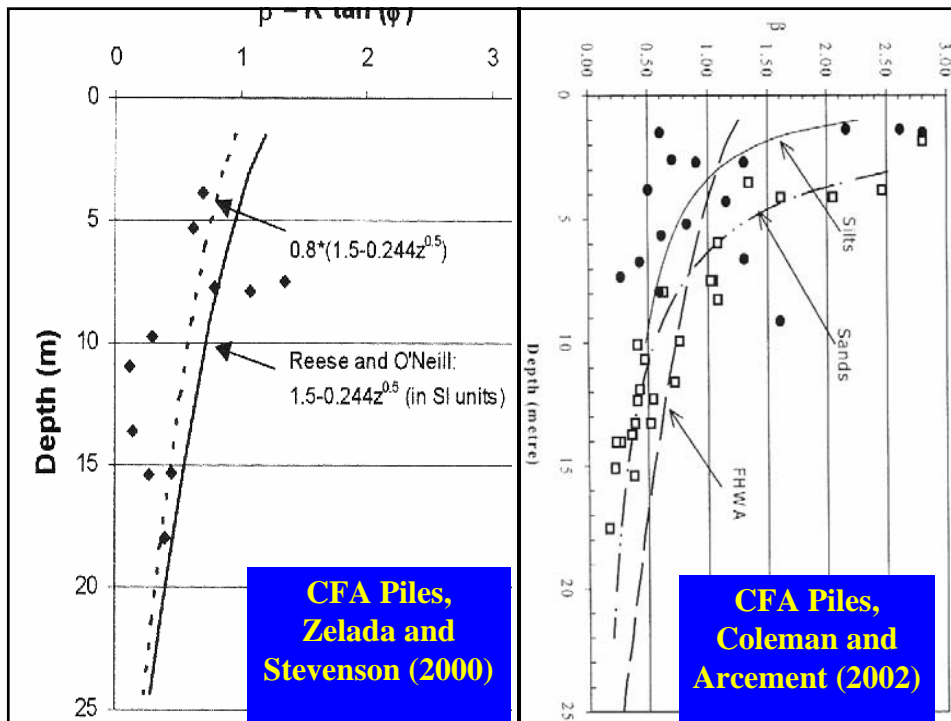 β = K tan (φ)
0
1
2
3
0
5
10
15
20
25
Depth (m)
0.8*(1.5-0.244z^0.5)
Reese and O'Neill:
1.5-0.244z^0.5 (in SI units)
CFA Piles,
Zelada and
Stevenson (2000)
β
0.00
0.50
1.00
1.50
2.00
2.50
3.00
0
5
10
15
20
25
Depth (metre)
Silts
Sands
FHWA
CFA Piles,
Coleman and
Arcement (2002)